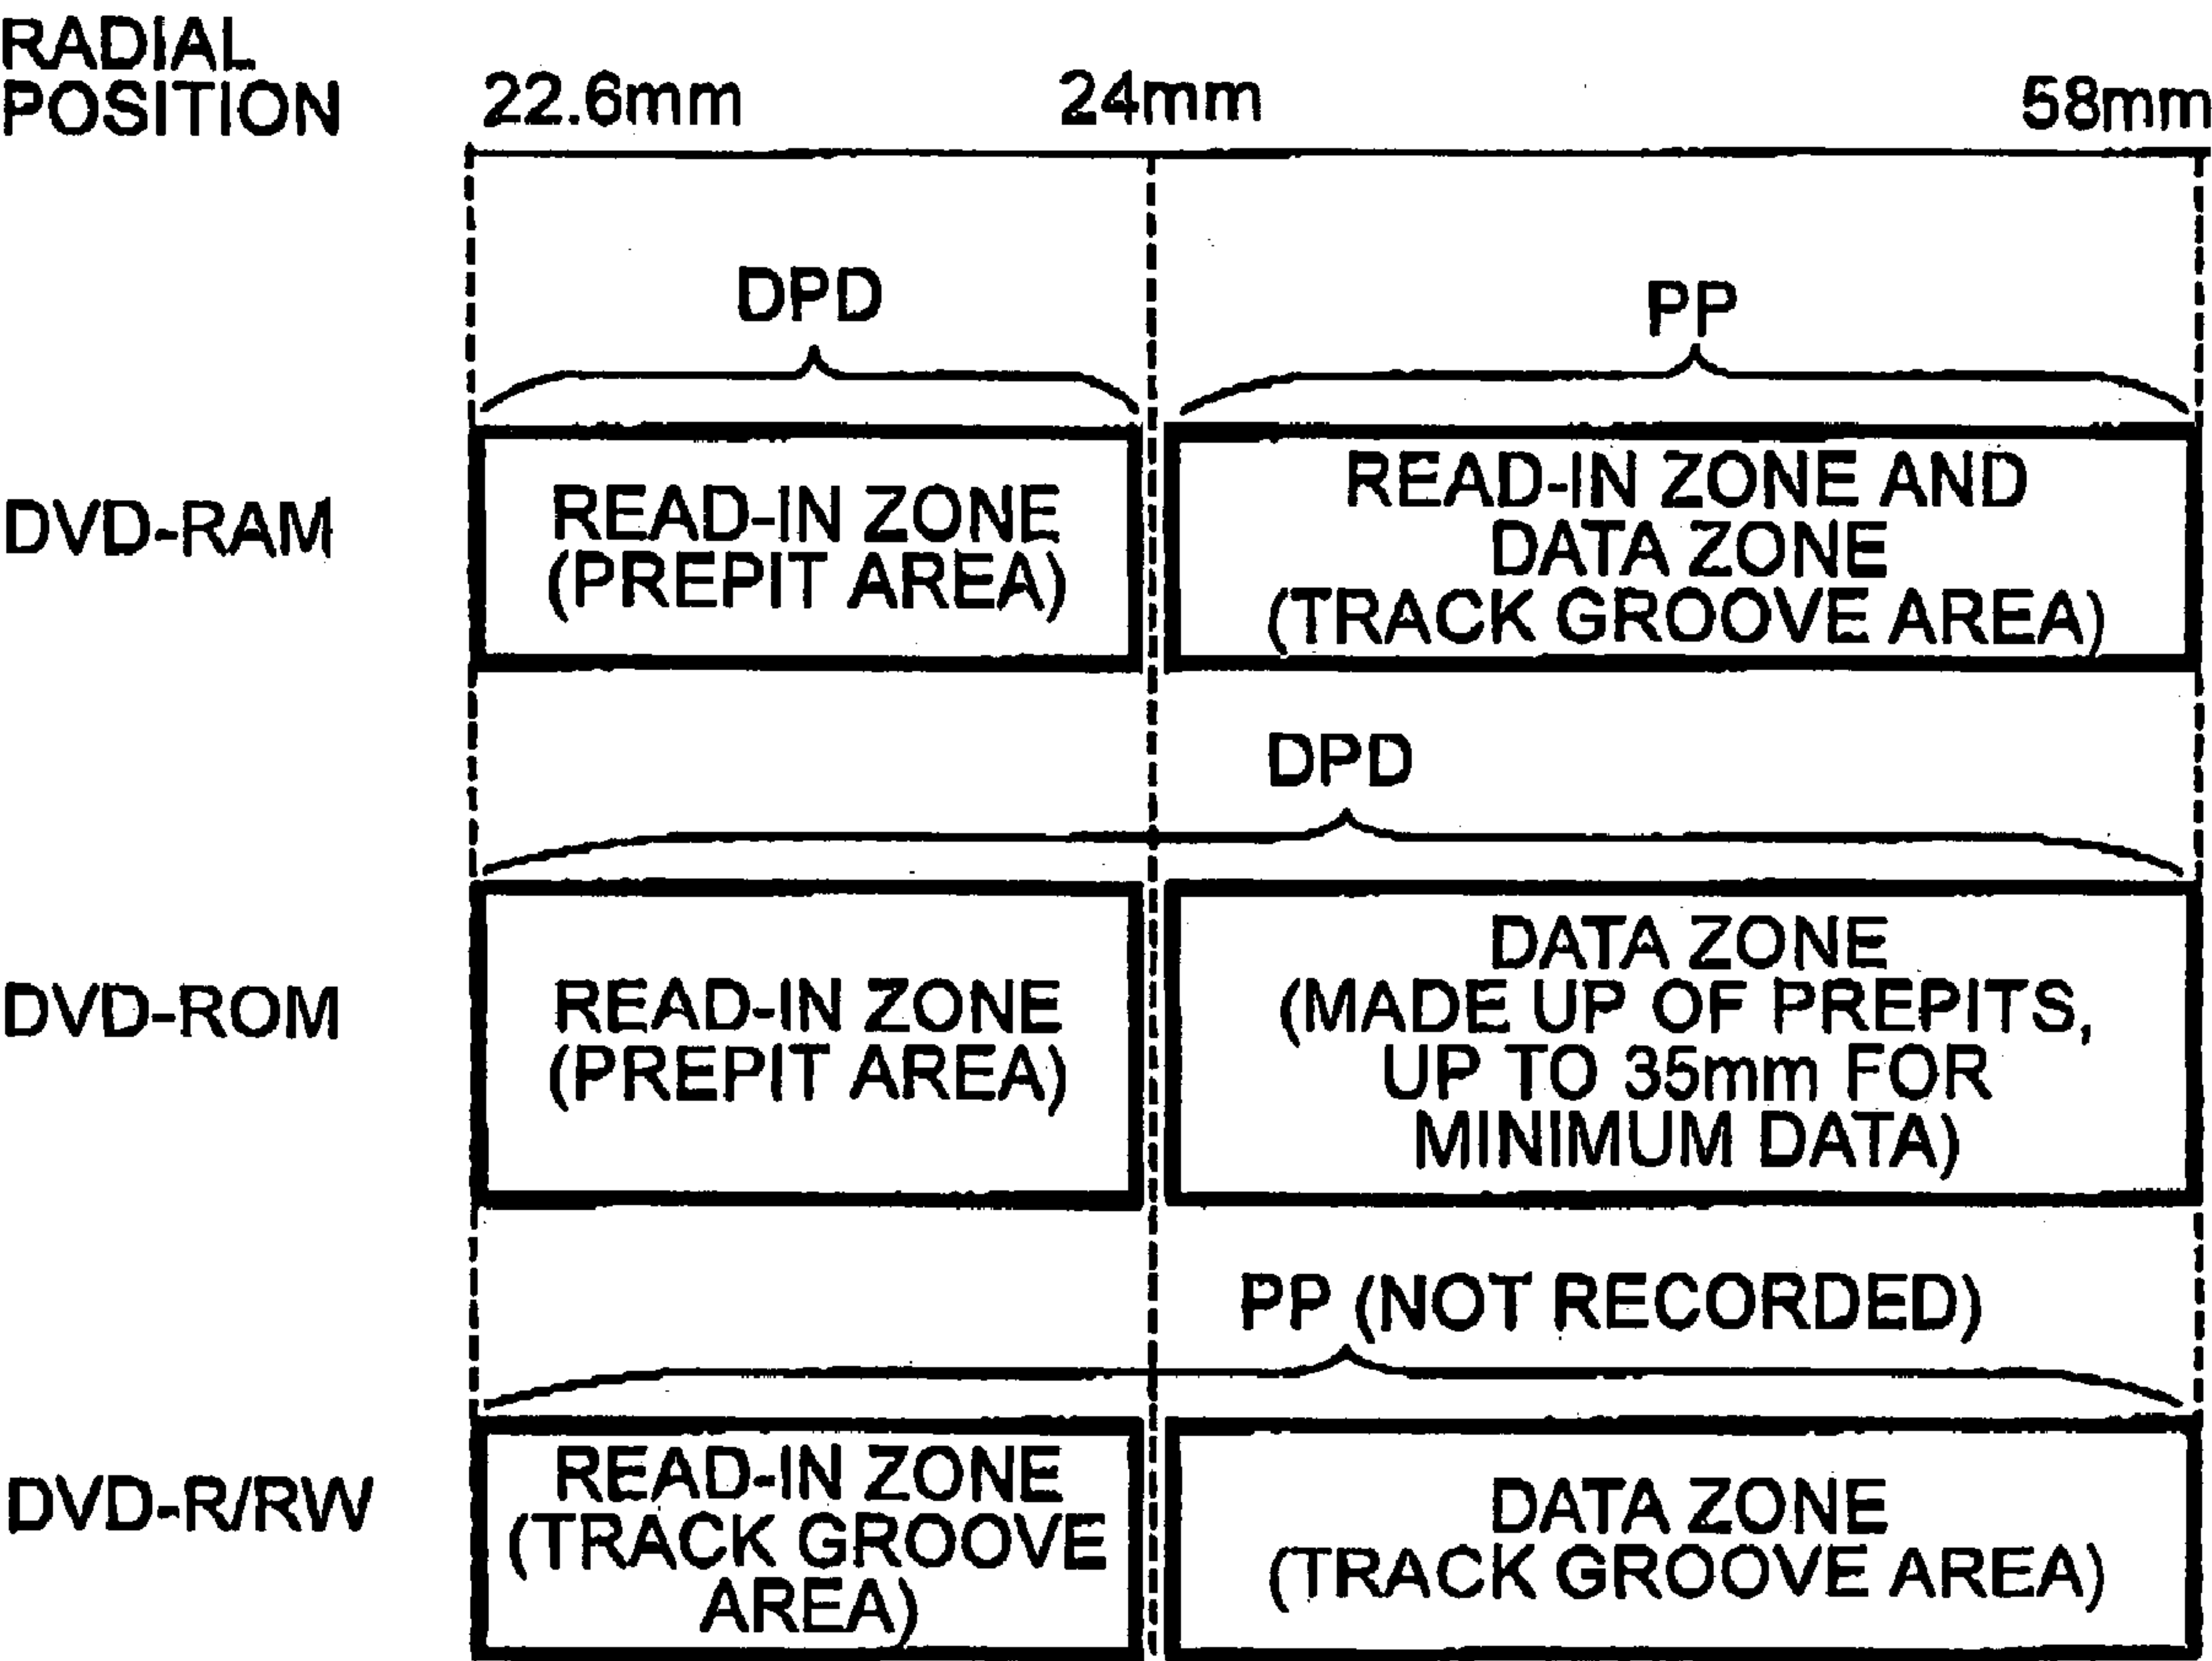 RADIAL
POSITION
22.6mm 24mm 58mm
DPD PP
DVD-RAM
READ-IN ZONE
(PREPIT AREA)
READ-IN ZONE AND
DATA ZONE
(TRACK GROOVE AREA)
DPD
DVD-ROM
READ-IN ZONE
(PREPIT AREA)
DATA ZONE
(MADE UP OF PREPITS,
UP TO 35mm FOR
MINIMUM DATA)
PP (NOT RECORDED)
DVD-R/RW
READ-IN ZONE
(TRACK GROOVE
AREA)
DATA ZONE
(TRACK GROOVE AREA)